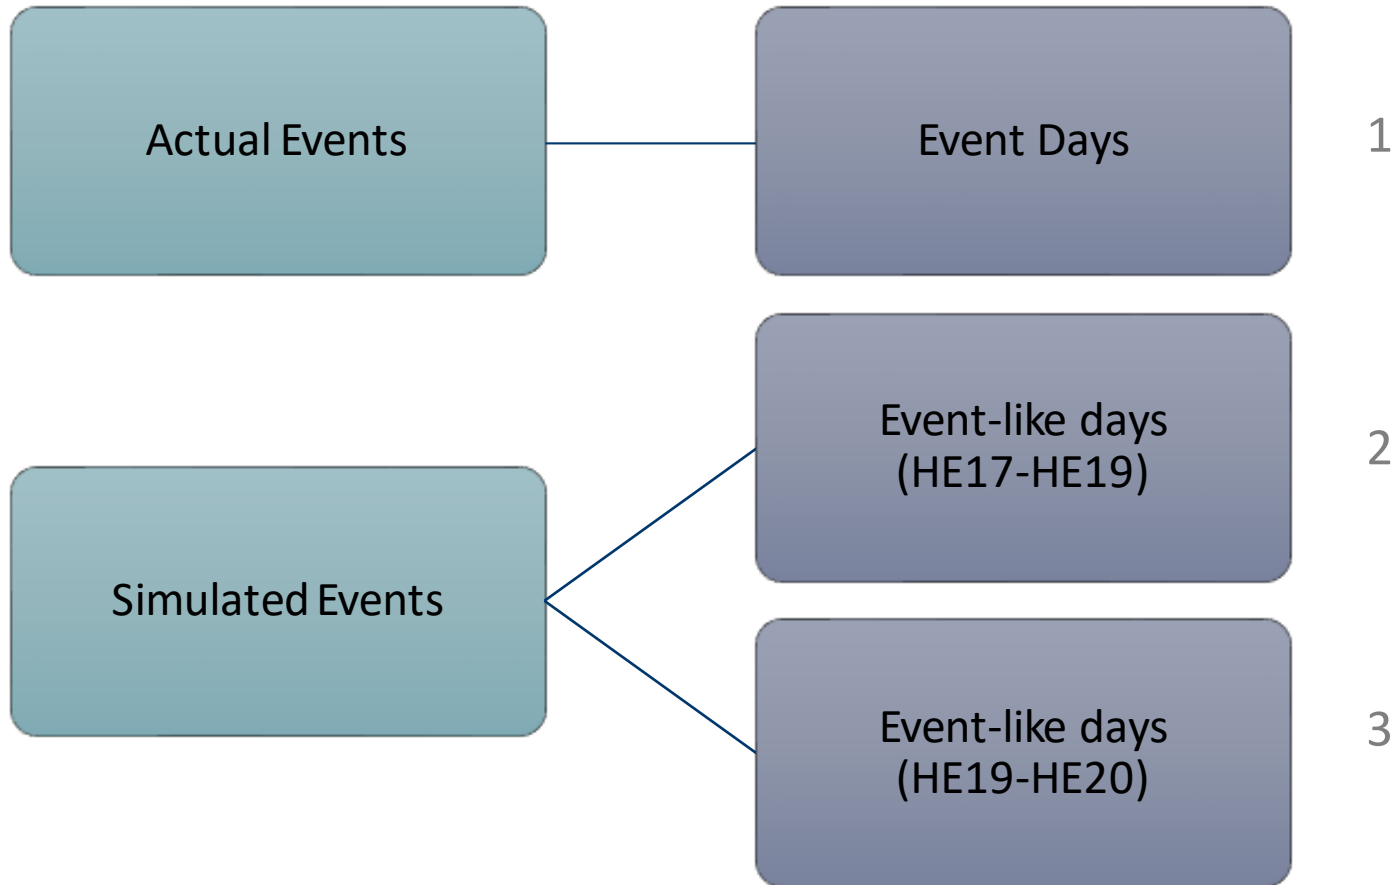 Actual Events
Event Days
1
Event-like days
(HE17-HE19)
2
Simulated Events
Event-like days
(HE19-HE20)
3